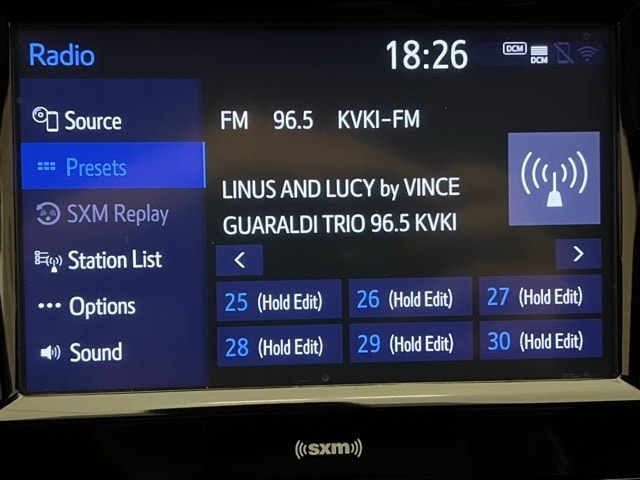 Radio
18:26
DCM
DCM
Source
FM 96.5 KVKI-FM
Presets
LINUS AND LUCY by VINCE
GUARALDI TRIO 96.5 KVKI
SXM Replay
Station List
< >
Options
25 (Hold Edit) 26 (Hold Edit) 27 (Hold Edit)
Sound
28 (Hold Edit) 29 (Hold Edit) 30 (Hold Edit)
((sxm))